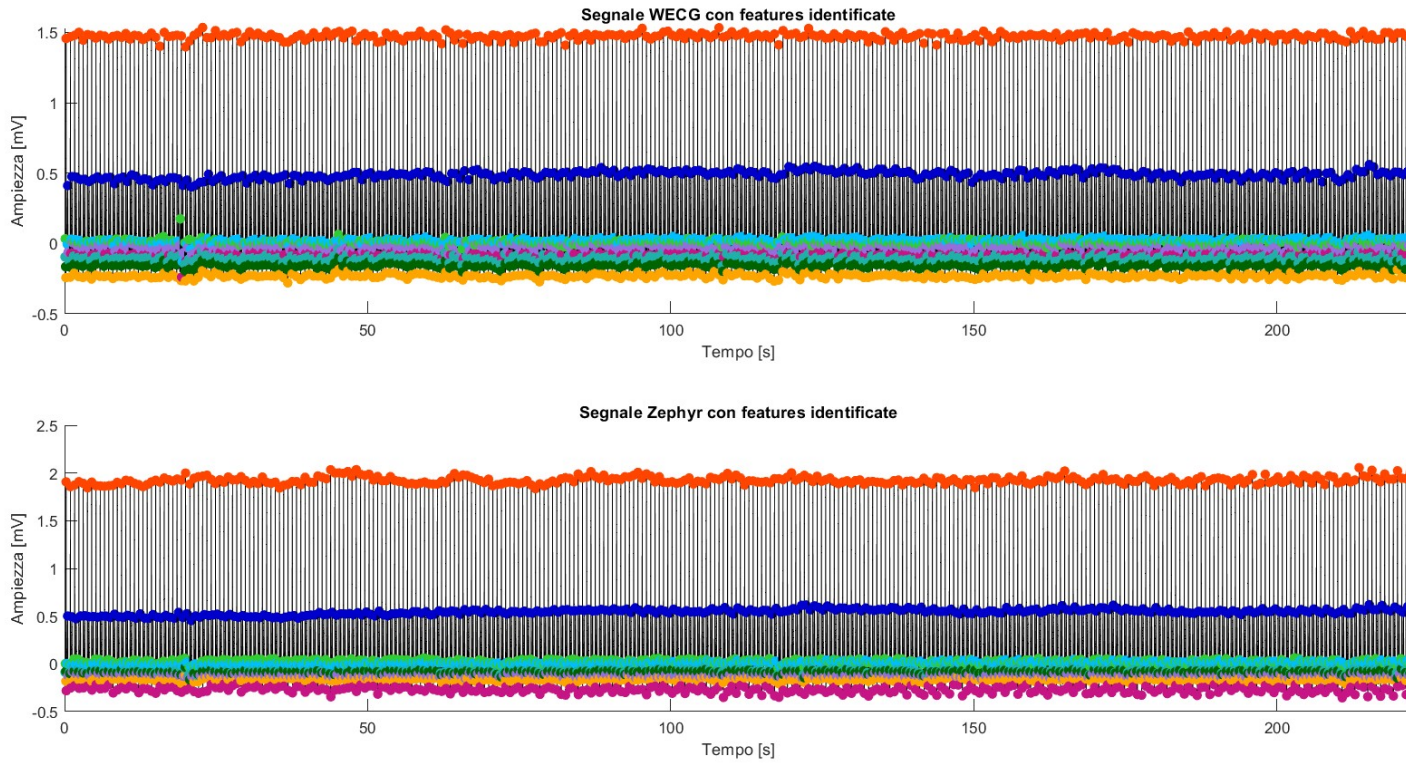 Segnale WECG con features identificate
1.5
1
0.5
0
-0.5
Ampiezza [mV]
0 50 100 150 200
Tempo [s]
Segnale Zephyr con features identificate
2.5
2
1.5
1
0.5
0
-0.5
Ampiezza [mV]
0 50 100 150 200
Tempo [s]